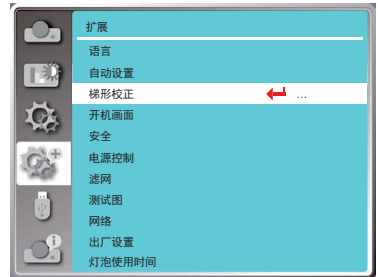 扩展
语言
自动设置
梯形校正 ...
开机画面
安全
电源控制
滤网
测试图
网络
出厂设置
灯泡使用时间